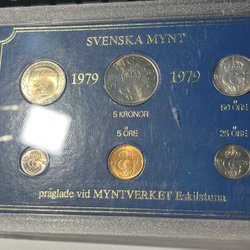 SVENSKA MYNT
1979 1979
5 KRONOR 50 ÖRE
5 ÖRE 25 ÖRE
präglade vid MYNTVERKET Eskilstuna